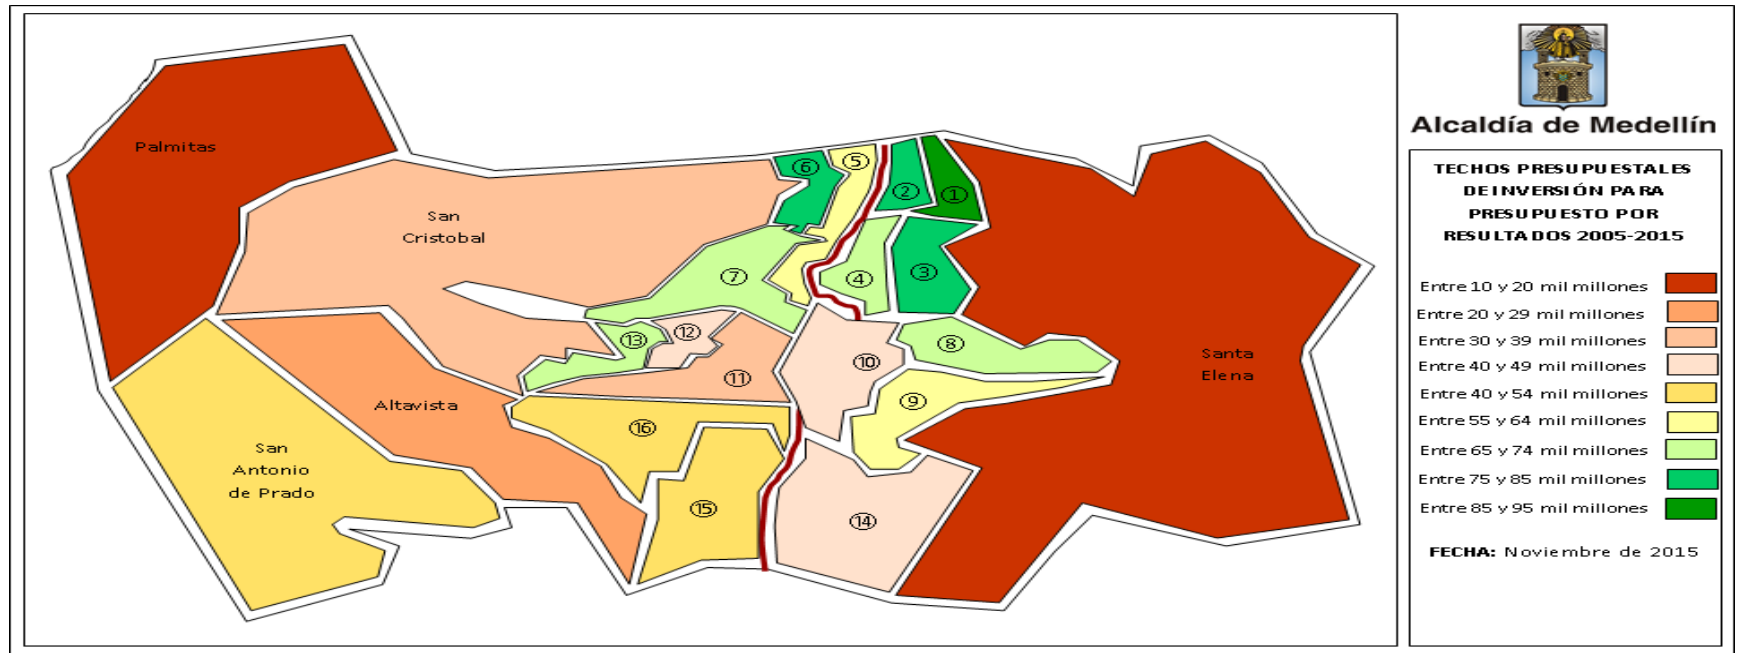 Palmitas
San
Cristobal
⑥
⑤
②
①
⑦
④
③
⑬
⑫
⑪
⑩
⑧
⑨
Santa
Elena
Altavista
⑯
San
Antonio
de Prado
⑮
⑭
Alcaldía de Medellín
TECHOS PRESUPUESTALES
DE INVERSIÓN PARA
PRESUPUESTO POR
RESULTADOS 2005-2015
Entre 10 y 20 mil millones
Entre 20 y 29 mil millones
Entre 30 y 39 mil millones
Entre 40 y 49 mil millones
Entre 40 y 54 mil millones
Entre 55 y 64 mil millones
Entre 65 y 74 mil millones
Entre 75 y 85 mil millones
Entre 85 y 95 mil millones
FECHA: Noviembre de 2015